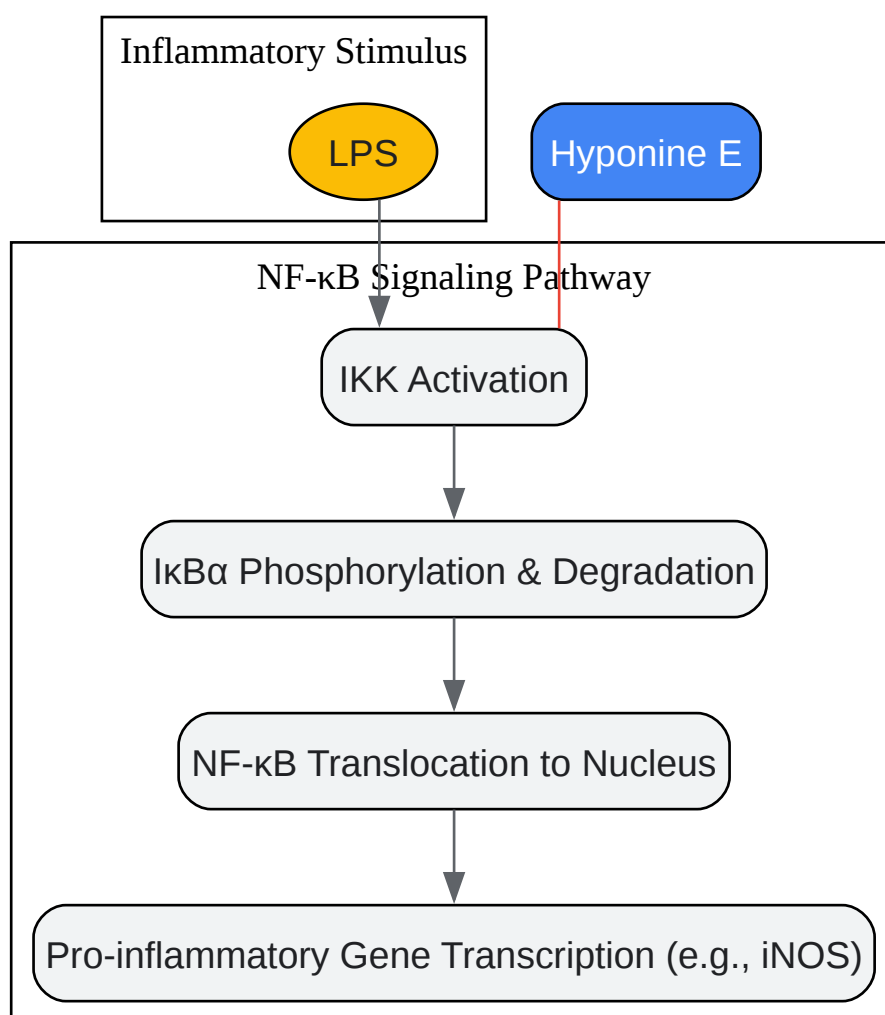 Inflammatory Stimulus
LPS
Hyponine E
NF-κB Signaling Pathway
IKK Activation
IκBα Phosphorylation & Degradation
NF-κB Translocation to Nucleus
Pro-inflammatory Gene Transcription (e.g., iNOS)